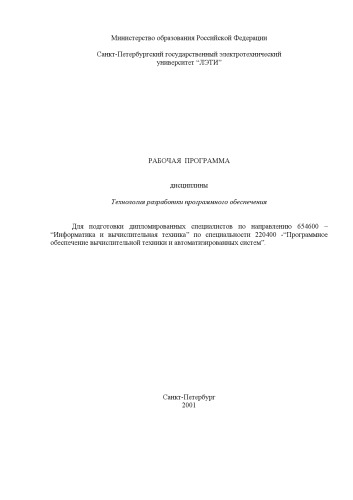 Министерство образования Российской Федерации
Санкт-Петербургский государственный электротехнический
университет “ЛЭТИ”
РАБОЧАЯ ПРОГРАММА
дисциплины
Технология разработки программного обеспечения
Для подготовки дипломированных специалистов по направлению 654600 –
“Информатика и вычислительная техника” по специальности 220400 -“Программное
обеспечение вычислительной техники и автоматизированных систем”.
Санкт-Петербург
2001